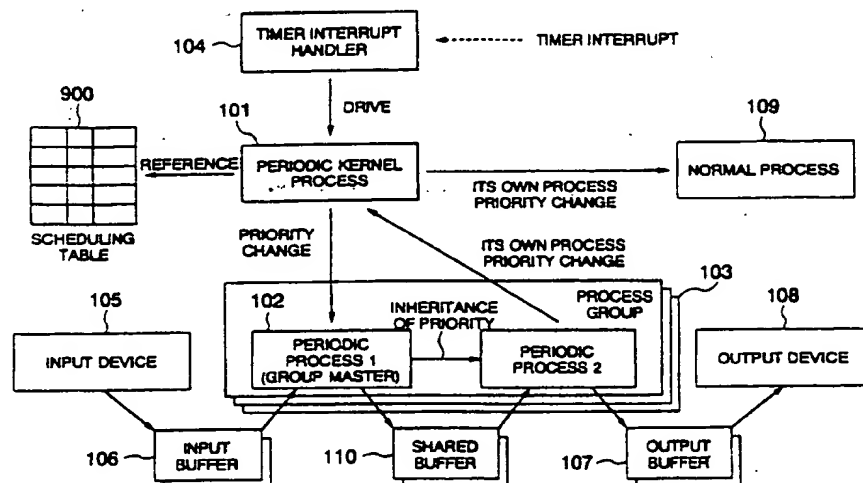 104
TIMER INTERRUPT
HANDLER
TIMER INTERRUPT
900
101
DRIVE
109
REFERENCE
PERIODIC KERNEL
PROCESS
NORMAL PROCESS
ITS OWN PROCESS
PRIORITY CHANGE
SCHEDULING
TABLE
PRIORITY
CHANGE
ITS OWN PROCESS
PRIORITY CHANGE
103
PROCESS
GROUP
105
102
INHERITANCE
OF PRIORITY
108
INPUT DEVICE
PERIODIC
PROCESS 1
(GROUP MASTER)
PERIODIC
PROCESS 2
OUTPUT DEVICE
106
INPUT
BUFFER
110
SHARED
BUFFER
107
OUTPUT
BUFFER